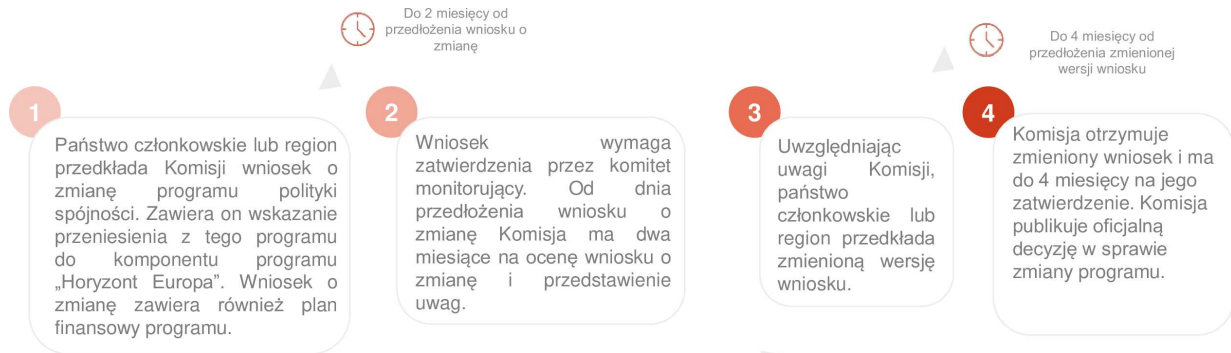 Do 2 miesięcy od
przedłożenia wniosku o
zmianę
Do 4 miesięcy od
przedłożenia zmienionej
wersji wniosku
1
Państwo członkowskie lub region
przedkłada Komisji wniosek o
zmianę programu polityki
spójności. Zawiera on wskazanie
przeniesienia z tego programu
do komponentu programu
„Horyzont Europa”. Wniosek o
zmianę zawiera również plan
finansowy programu.
2
Wniosek wymaga
zatwierdzenia przez komitet
monitorujący. Od dnia
przedłożenia wniosku o
zmianę Komisja ma dwa
miesiące na ocenę wniosku o
zmianę i przedstawienie
uwag.
3
Uwzględniając
uwagi Komisji,
państwo
członkowskie lub
region przedkłada
zmienioną wersję
wniosku.
4
Komisja otrzymuje
zmieniony wniosek i ma
do 4 miesięcy na jego
zatwierdzenie. Komisja
publikuje oficjalną
decyzję w sprawie
zmiany programu.